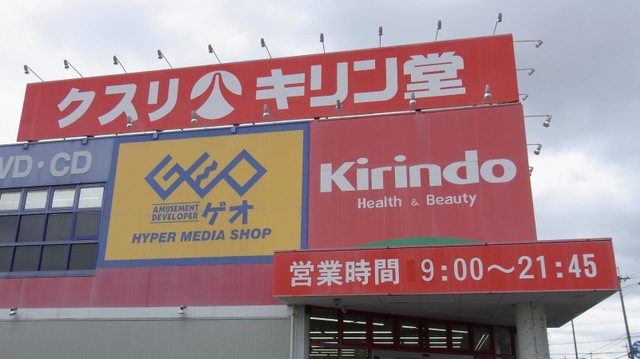 クスリ キリン堂
VD・CD
GEO
AMUSEMENT
DEVELOPER ゲオ
HYPER MEDIA SHOP
Kirindo
Health & Beauty
営業時間 9:00〜21:45